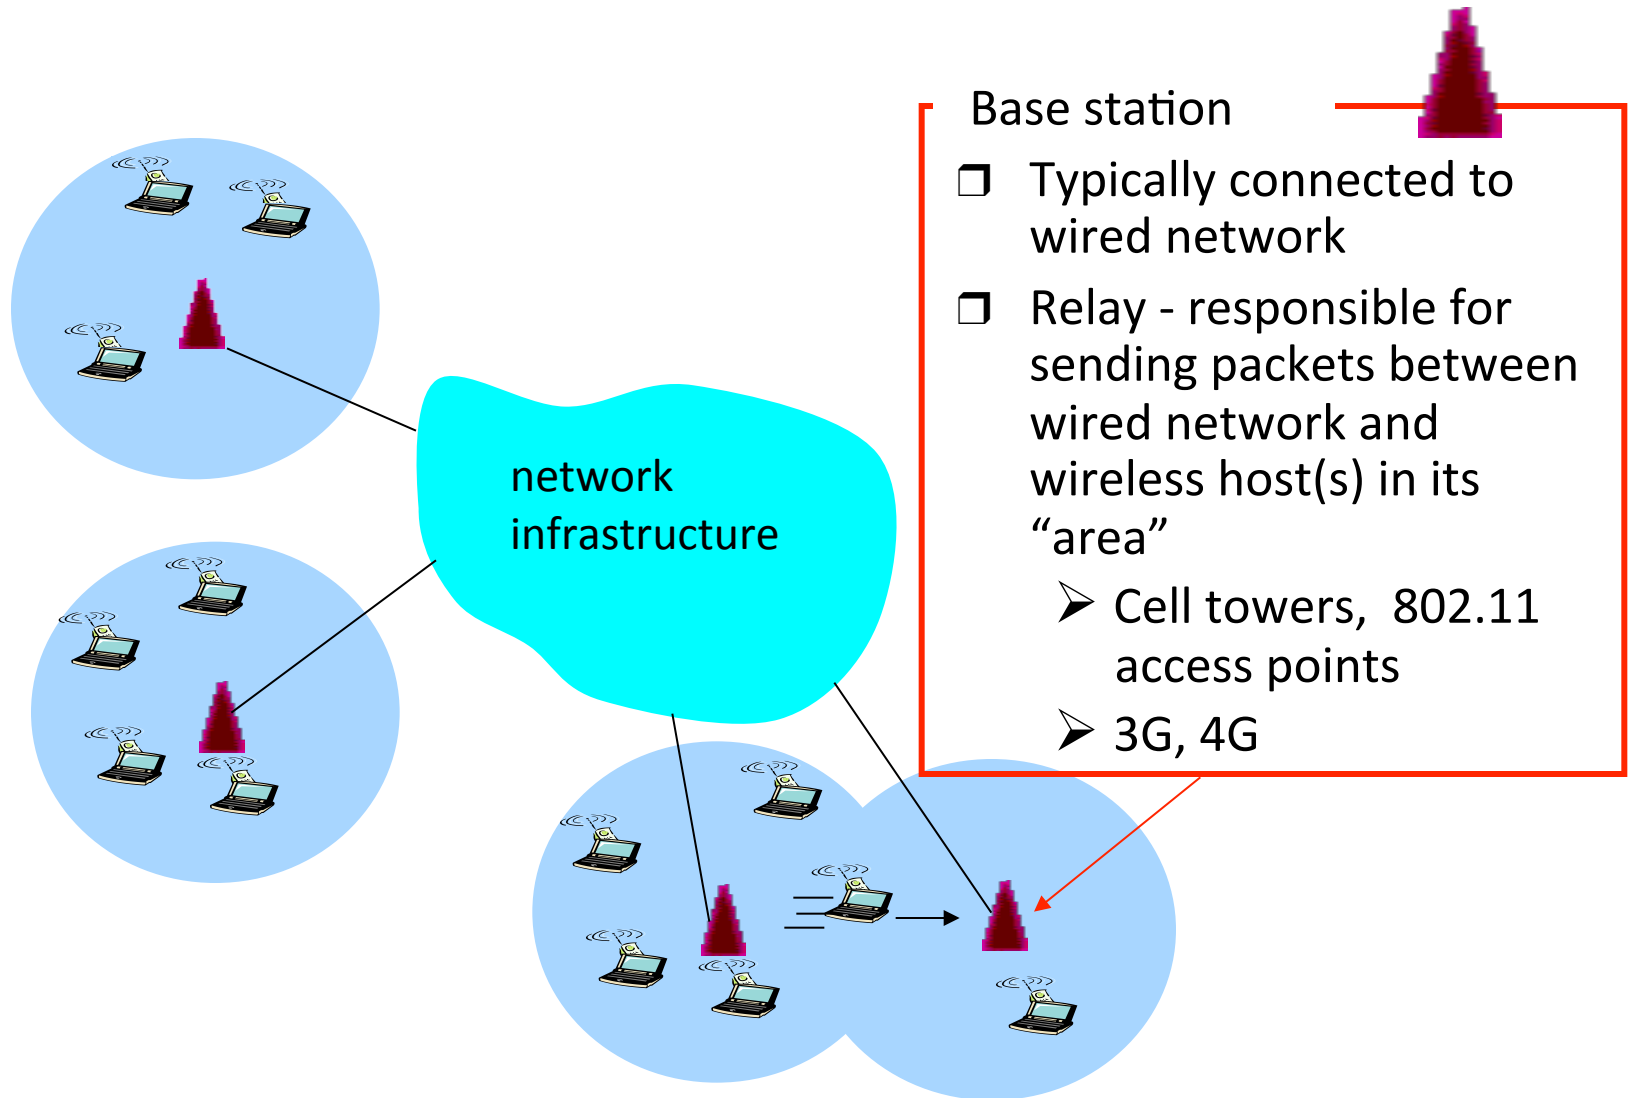 Base station
❒ Typically connected to
wired network
❒ Relay - responsible for
sending packets between
wired network and
wireless host(s) in its
“area”
➢ Cell towers,  802.11
access points
➢ 3G, 4G
network
infrastructure